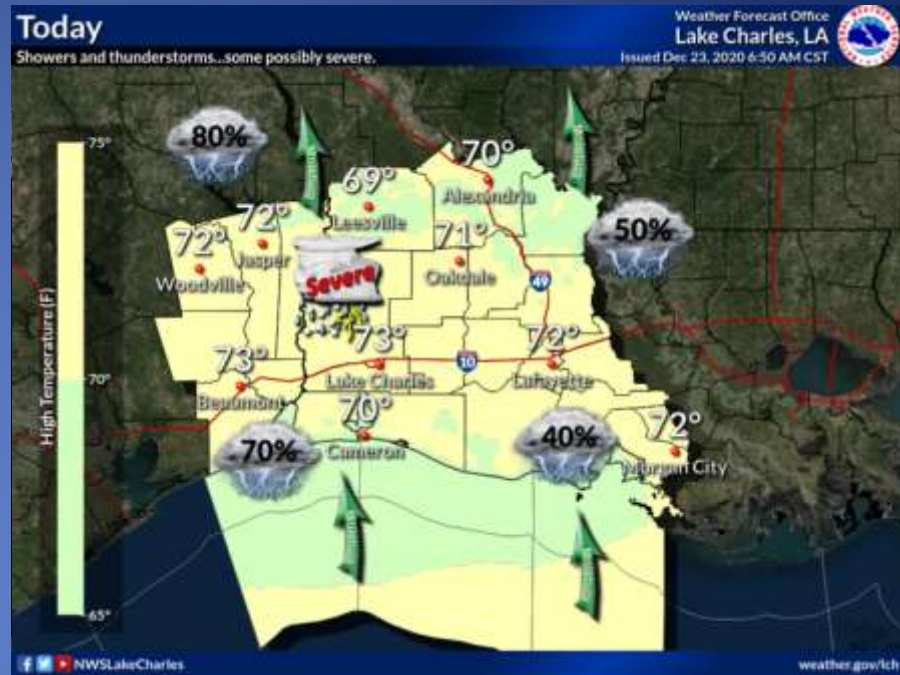 Today
Weather Forecast Office
Lake Charles, LA
Showers and thunderstorms...some possibly severe.
Issued Dec 23, 2020 6:50 AM CST
80%
75°
70°
Alexandria
69°
Leesville
72°
Jasper
71°
Oakdale
50%
72°
Woodville
Severe
49
High Temperature (F)
70°
73°
Beaumont
73°
Lake Charles
10
72°
Lafayette
70°
Cameron
70%
40%
72°
Morgan City
65°
NWSLakeCharles
weather.gov/lch